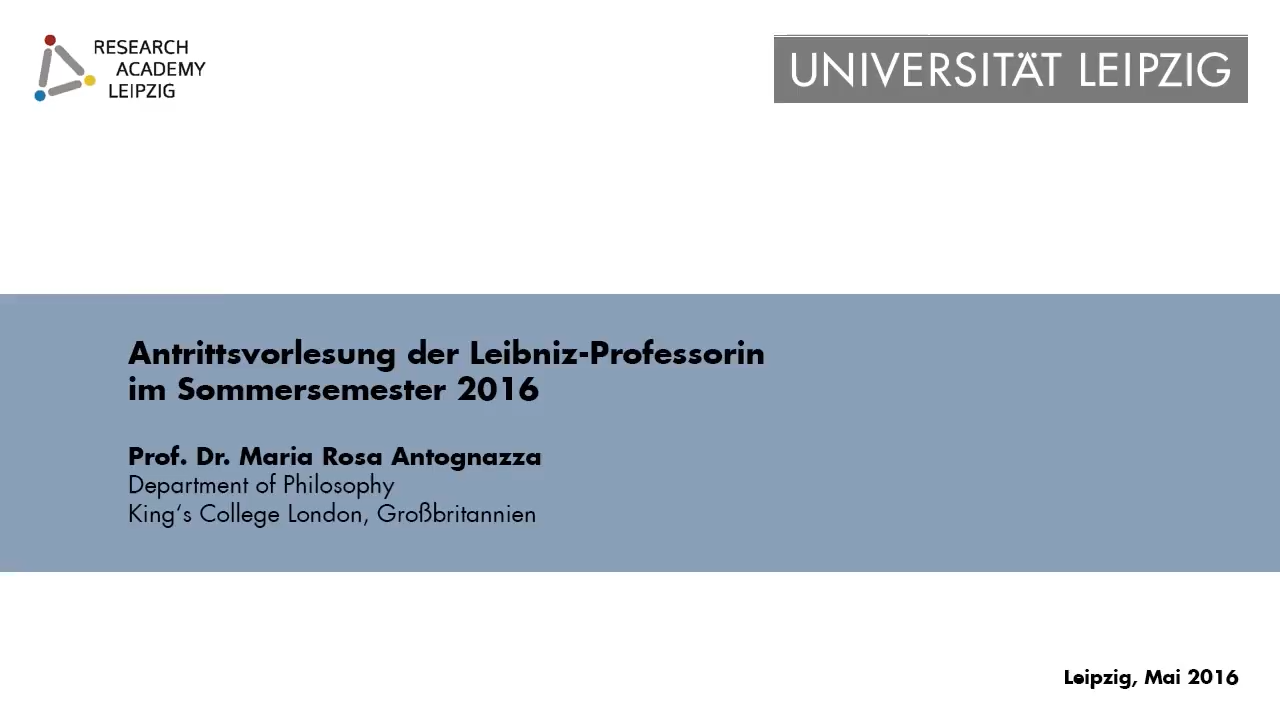 RESEARCH
ACADEMY
LEIPZIG
UNIVERSITÄT LEIPZIG
Antrittsvorlesung der Leibniz-Professorin
im Sommersemester 2016
Prof. Dr. Maria Rosa Antognazza
Department of Philosophy
King‘s College London, Großbritannien
Leipzig, Mai 2016